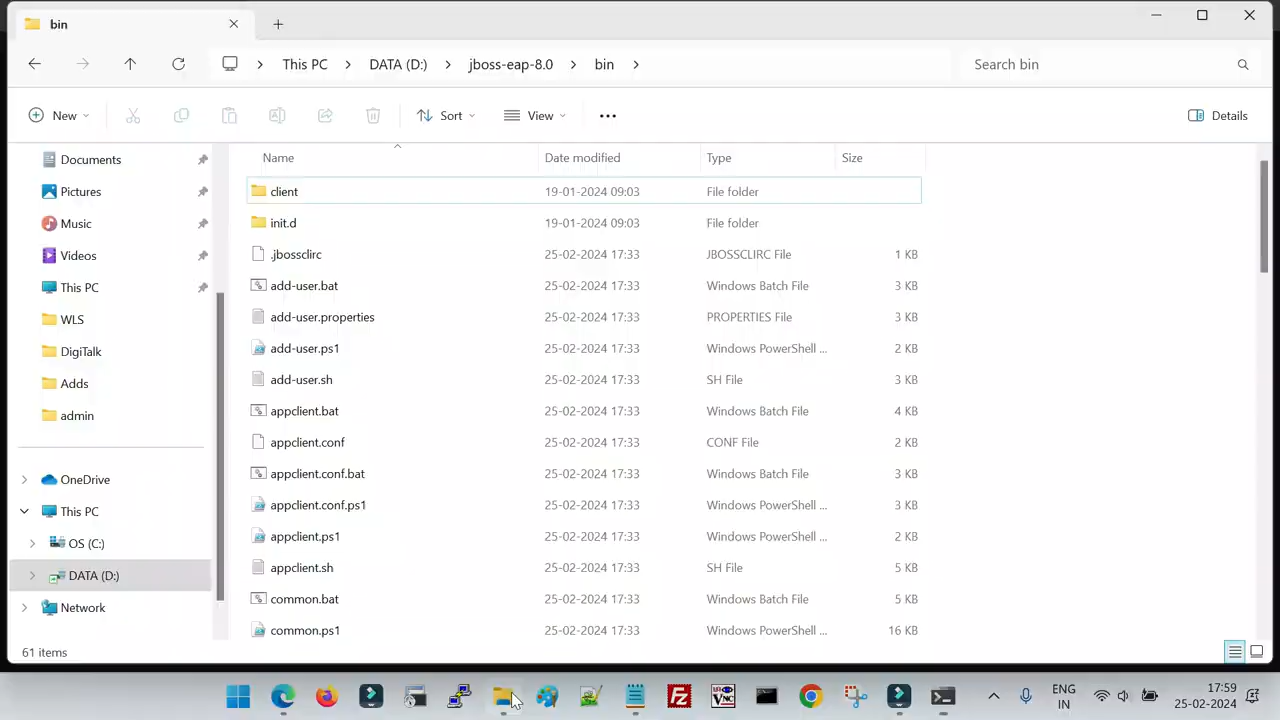 bin
This PC
DATA (D:)
jboss-eap-8.0
bin
Search bin
New
Sort
View
Details
Name
Date modified
Type
Size
Documents
Pictures
Music
Videos
This PC
WLS
DigiTalk
Adds
admin
OneDrive
This PC
OS (C:)
DATA (D:)
Network
client 19-01-2024 09:03 File folder
init.d 19-01-2024 09:03 File folder
.jbossclirc 25-02-2024 17:33 JBOSSCLIRC File 1 KB
add-user.bat 25-02-2024 17:33 Windows Batch File 3 KB
add-user.properties 25-02-2024 17:33 PROPERTIES File 3 KB
add-user.ps1 25-02-2024 17:33 Windows PowerShell ... 2 KB
add-user.sh 25-02-2024 17:33 SH File 3 KB
appclient.bat 25-02-2024 17:33 Windows Batch File 4 KB
appclient.conf 25-02-2024 17:33 CONF File 2 KB
appclient.conf.bat 25-02-2024 17:33 Windows Batch File 3 KB
appclient.conf.ps1 25-02-2024 17:33 Windows PowerShell ... 3 KB
appclient.ps1 25-02-2024 17:33 Windows PowerShell ... 2 KB
appclient.sh 25-02-2024 17:33 SH File 5 KB
common.bat 25-02-2024 17:33 Windows Batch File 5 KB
common.ps1 25-02-2024 17:33 Windows PowerShell ... 16 KB
61 items
ENG
IN
17:59
25-02-2024